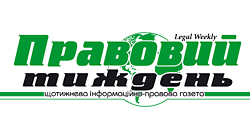 Legal Weekly
Правовий
тиждень
щотижнева інформаційно-правова газета